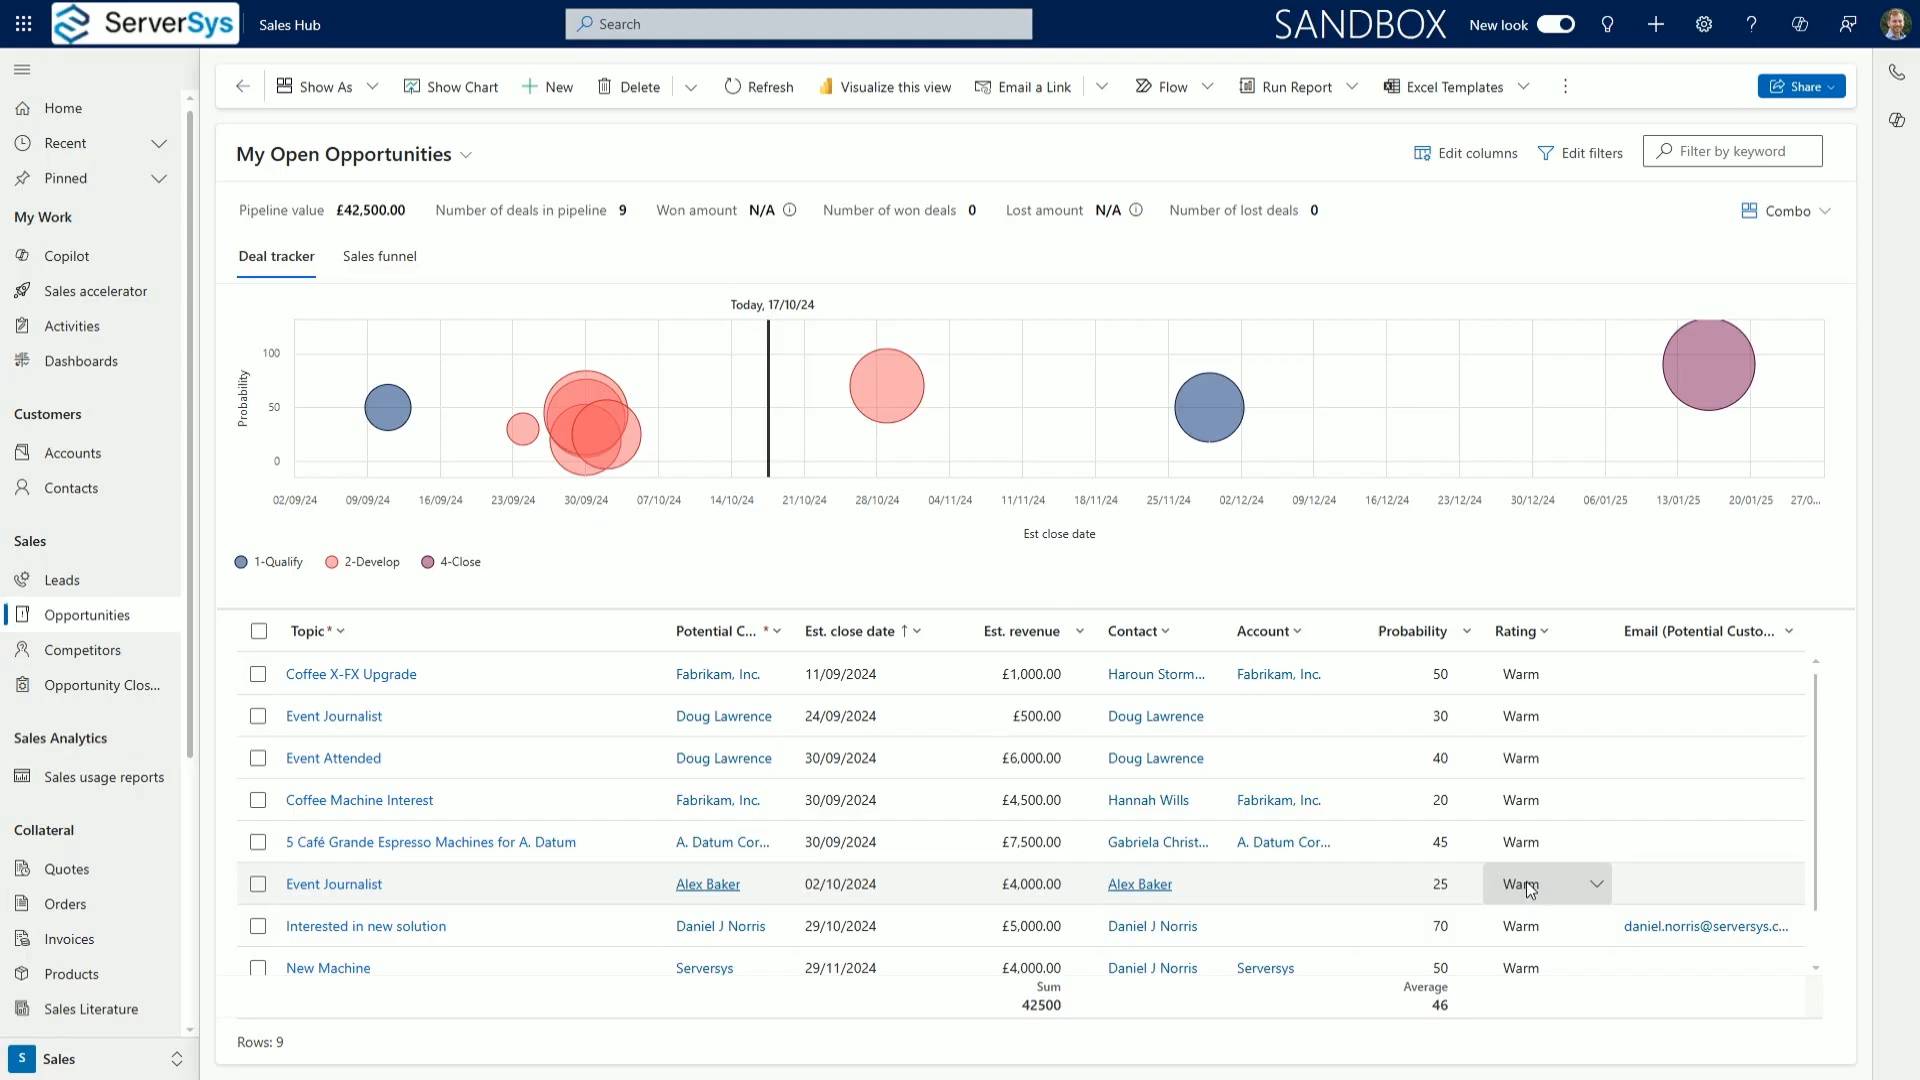 ServerSys
Sales Hub
Search
SANDBOX
New look
Show As
Show Chart
New
Delete
Refresh
Visualize this view
Email a Link
Flow
Run Report
Excel Templates
Share
Home
Recent
Pinned
My Work
Copilot
Sales accelerator
Activities
Dashboards
Customers
Accounts
Contacts
Sales
Leads
Opportunities
Competitors
Opportunity Clos...
Sales Analytics
Sales usage reports
Collateral
Quotes
Orders
Invoices
Products
Sales Literature
S Sales
My Open Opportunities
Edit columns
Edit filters
Filter by keyword
Pipeline value £42,500.00 Number of deals in pipeline 9 Won amount N/A Number of won deals 0 Lost amount N/A Number of lost deals 0
Combo
Deal tracker Sales funnel
Today, 17/10/24
Probability
100
50
0
02/09/24 09/09/24 16/09/24 23/09/24 30/09/24 07/10/24 14/10/24 21/10/24 28/10/24 04/11/24 11/11/24 18/11/24 25/11/24 02/12/24 09/12/24 16/12/24 23/12/24 30/12/24 06/01/25 13/01/25 20/01/25 27/0...
Est close date
1-Qualify 2-Develop 4-Close
Topic* Potential C... * Est. close date ↑ Est. revenue Contact Account Probability Rating Email (Potential Custo...
Coffee X-FX Upgrade Fabrikam, Inc. 11/09/2024 £1,000.00 Haroun Storm... Fabrikam, Inc. 50 Warm
Event Journalist Doug Lawrence 24/09/2024 £500.00 Doug Lawrence 30 Warm
Event Attended Doug Lawrence 30/09/2024 £6,000.00 Doug Lawrence 40 Warm
Coffee Machine Interest Fabrikam, Inc. 30/09/2024 £4,500.00 Hannah Wills Fabrikam, Inc. 20 Warm
5 Café Grande Espresso Machines for A. Datum A. Datum Cor... 30/09/2024 £7,500.00 Gabriela Christ... A. Datum Cor... 45 Warm
Event Journalist Alex Baker 02/10/2024 £4,000.00 Alex Baker 25 Warm
Interested in new solution Daniel J Norris 29/10/2024 £5,000.00 Daniel J Norris 70 Warm daniel.norris@serversys.c...
New Machine Serversys 29/11/2024 £4,000.00 Daniel J Norris Serversys 50 Warm
Sum Average
42500 46
Rows: 9